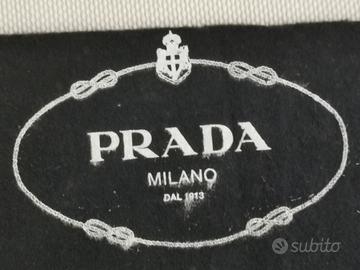 PRADA
MILANO
DAL 1913
subito